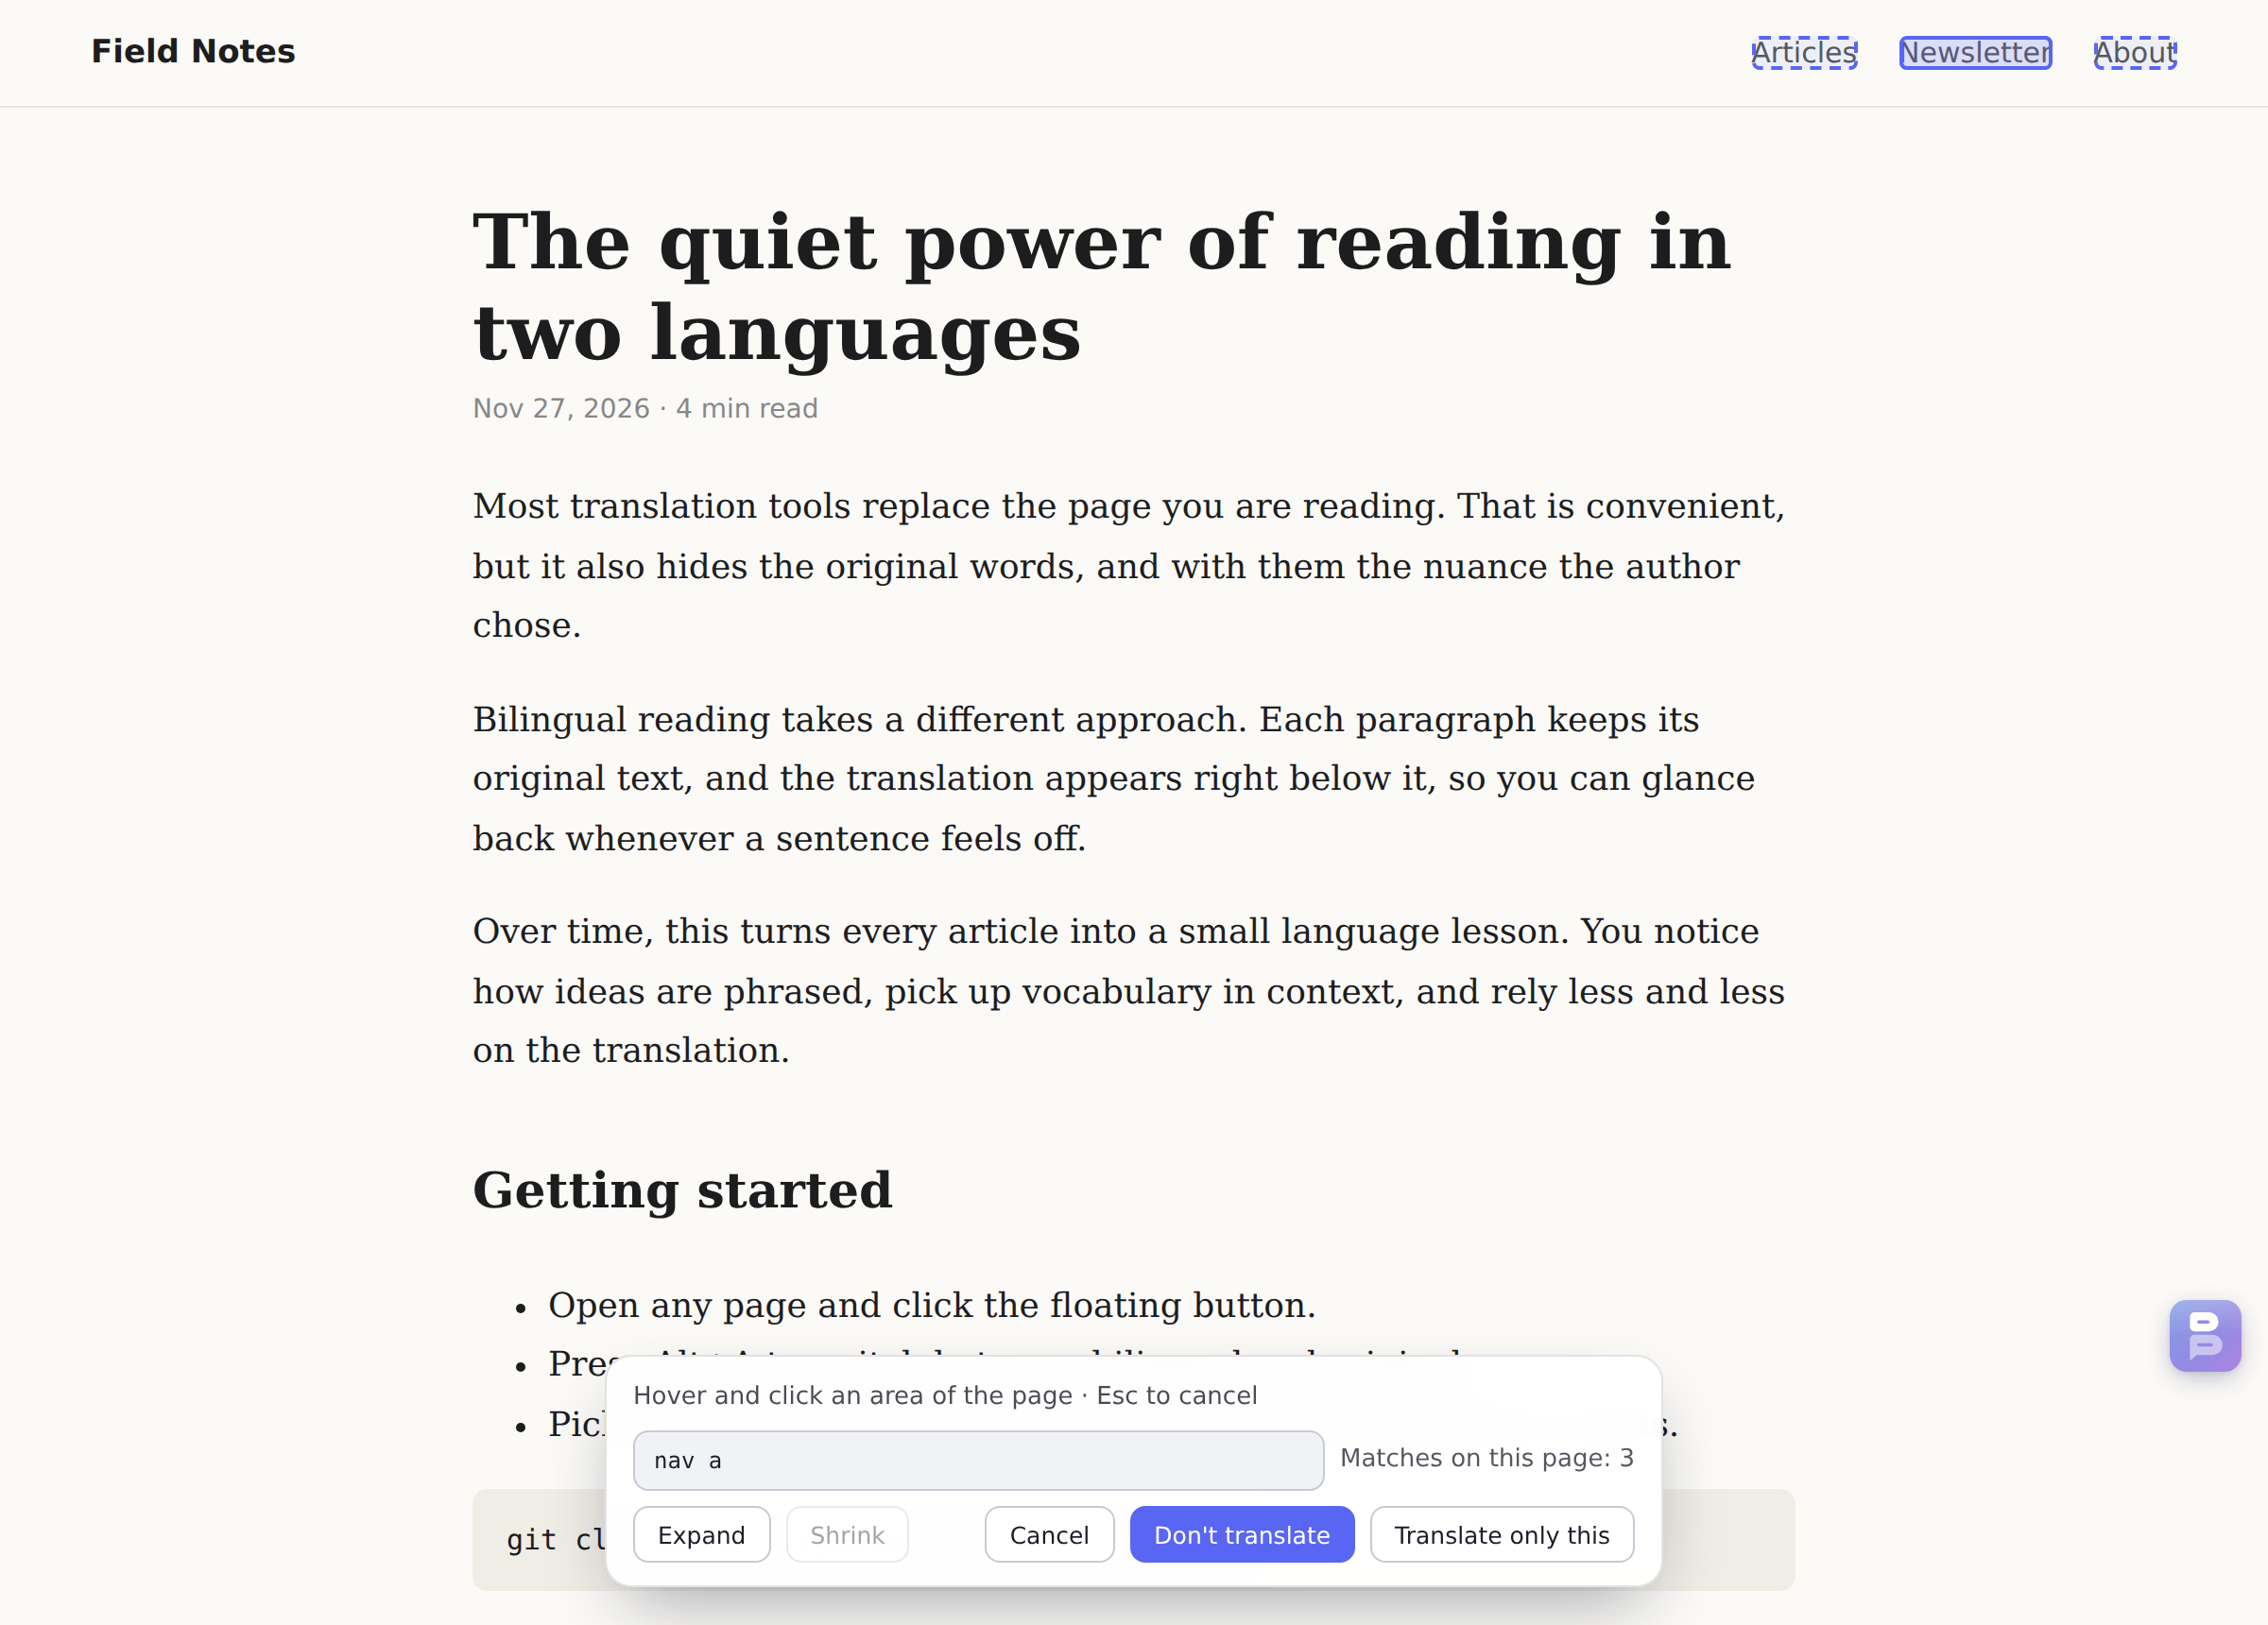 Field Notes
Articles Newsletter About
The quiet power of reading in
two languages
Nov 27, 2026 · 4 min read
Most translation tools replace the page you are reading. That is convenient,
but it also hides the original words, and with them the nuance the author
chose.
Bilingual reading takes a different approach. Each paragraph keeps its
original text, and the translation appears right below it, so you can glance
back whenever a sentence feels off.
Over time, this turns every article into a small language lesson. You notice
how ideas are phrased, pick up vocabulary in context, and rely less and less
on the translation.
Getting started
• Open any page and click the floating button.
Hover and click an area of the page · Esc to cancel
nav a
Matches on this page: 3
git
Expand Shrink Cancel Don't translate Translate only this